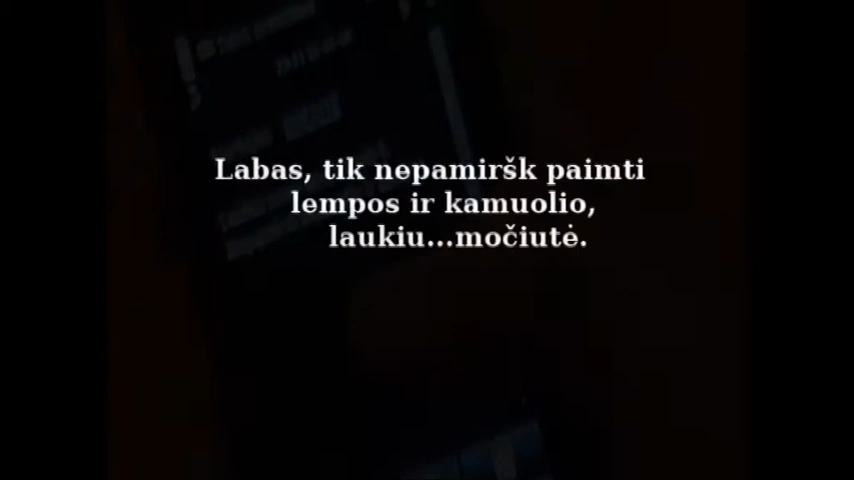 Labas, tik nepamiršk paimti
lempos ir kamuolio,
laukiu...močiutė.